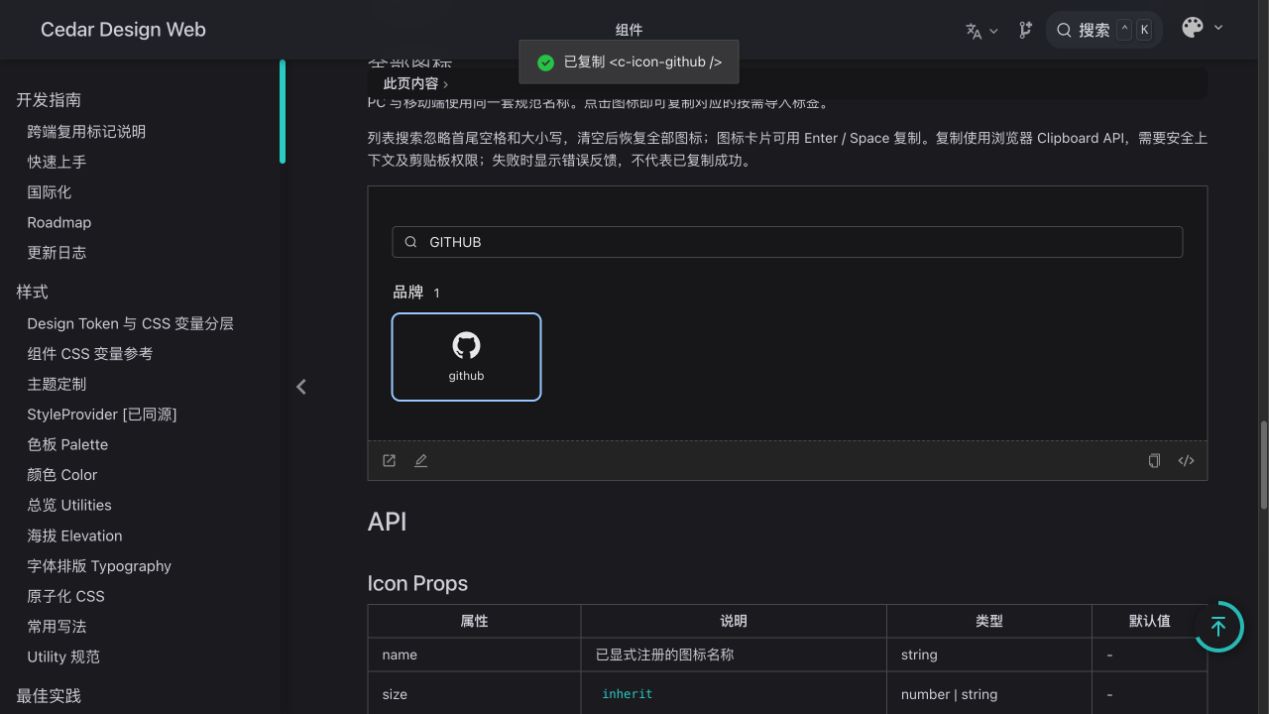 Cedar Design Web
组件
搜索 ^ K
已复制 <c-icon-github />
开发指南
跨端复用标记说明
快速上手
国际化
Roadmap
更新日志
样式
Design Token 与 CSS 变量分层
组件 CSS 变量参考
主题定制
StyleProvider [已同源]
色板 Palette
颜色 Color
总览 Utilities
海拔 Elevation
字体排版 Typography
原子化 CSS
常用写法
Utility 规范
最佳实践
全部图标
此页内容 ›
PC 与移动端使用同一套规范名称。点击图标即可复制对应的按需导入标签。
列表搜索忽略首尾空格和大小写，清空后恢复全部图标；图标卡片可用 Enter / Space 复制。复制使用浏览器 Clipboard API，需要安全上
下文及剪贴板权限；失败时显示错误反馈，不代表已复制成功。
GITHUB
品牌 1
github
API
Icon Props
属性 说明 类型 默认值
name 已显式注册的图标名称 string -
size inherit number | string -